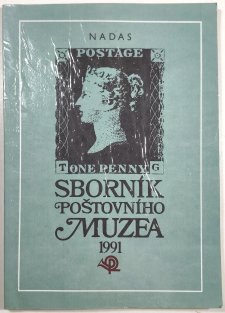 NADAS
POSTAGE
T ONE PENNY G
SBORNÍK
POŠTOVNÍHO
MUZEA
1991